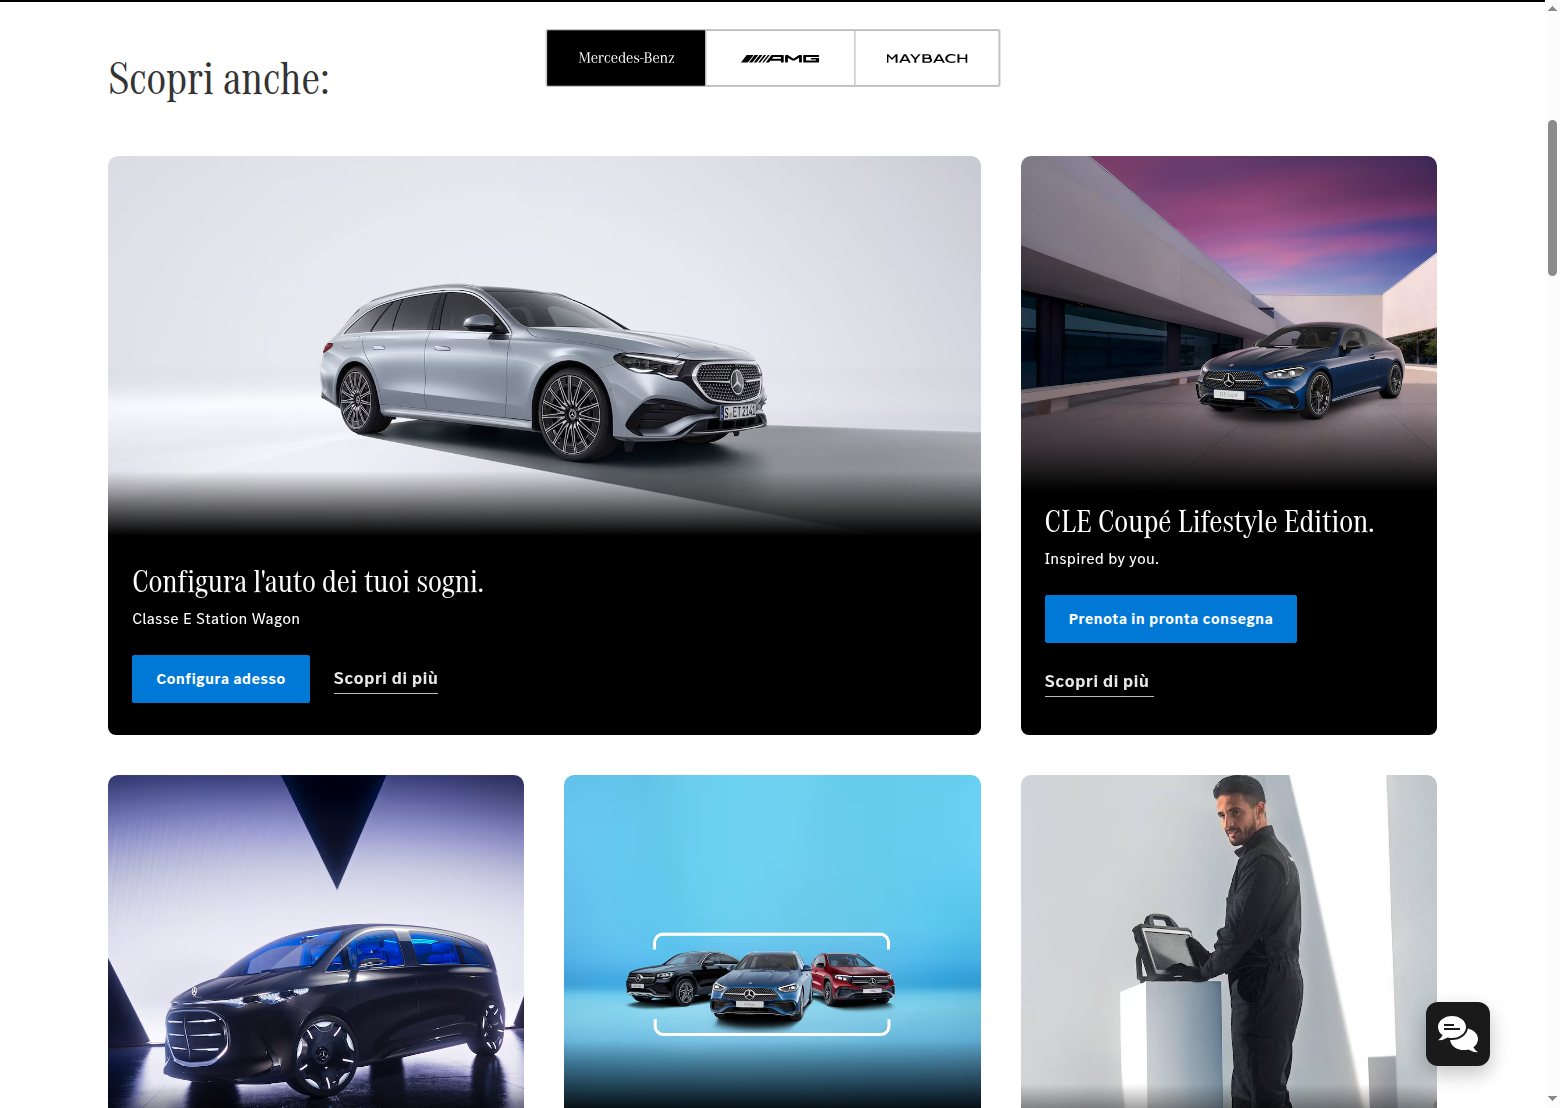 Scopri anche:
Mercedes-Benz
AMG
MAYBACH
S ET 2140
Configura l'auto dei tuoi sogni.
Classe E Station Wagon
Configura adesso
Scopri di più
CLE Coupé Lifestyle Edition.
Inspired by you.
Prenota in pronta consegna
Scopri di più